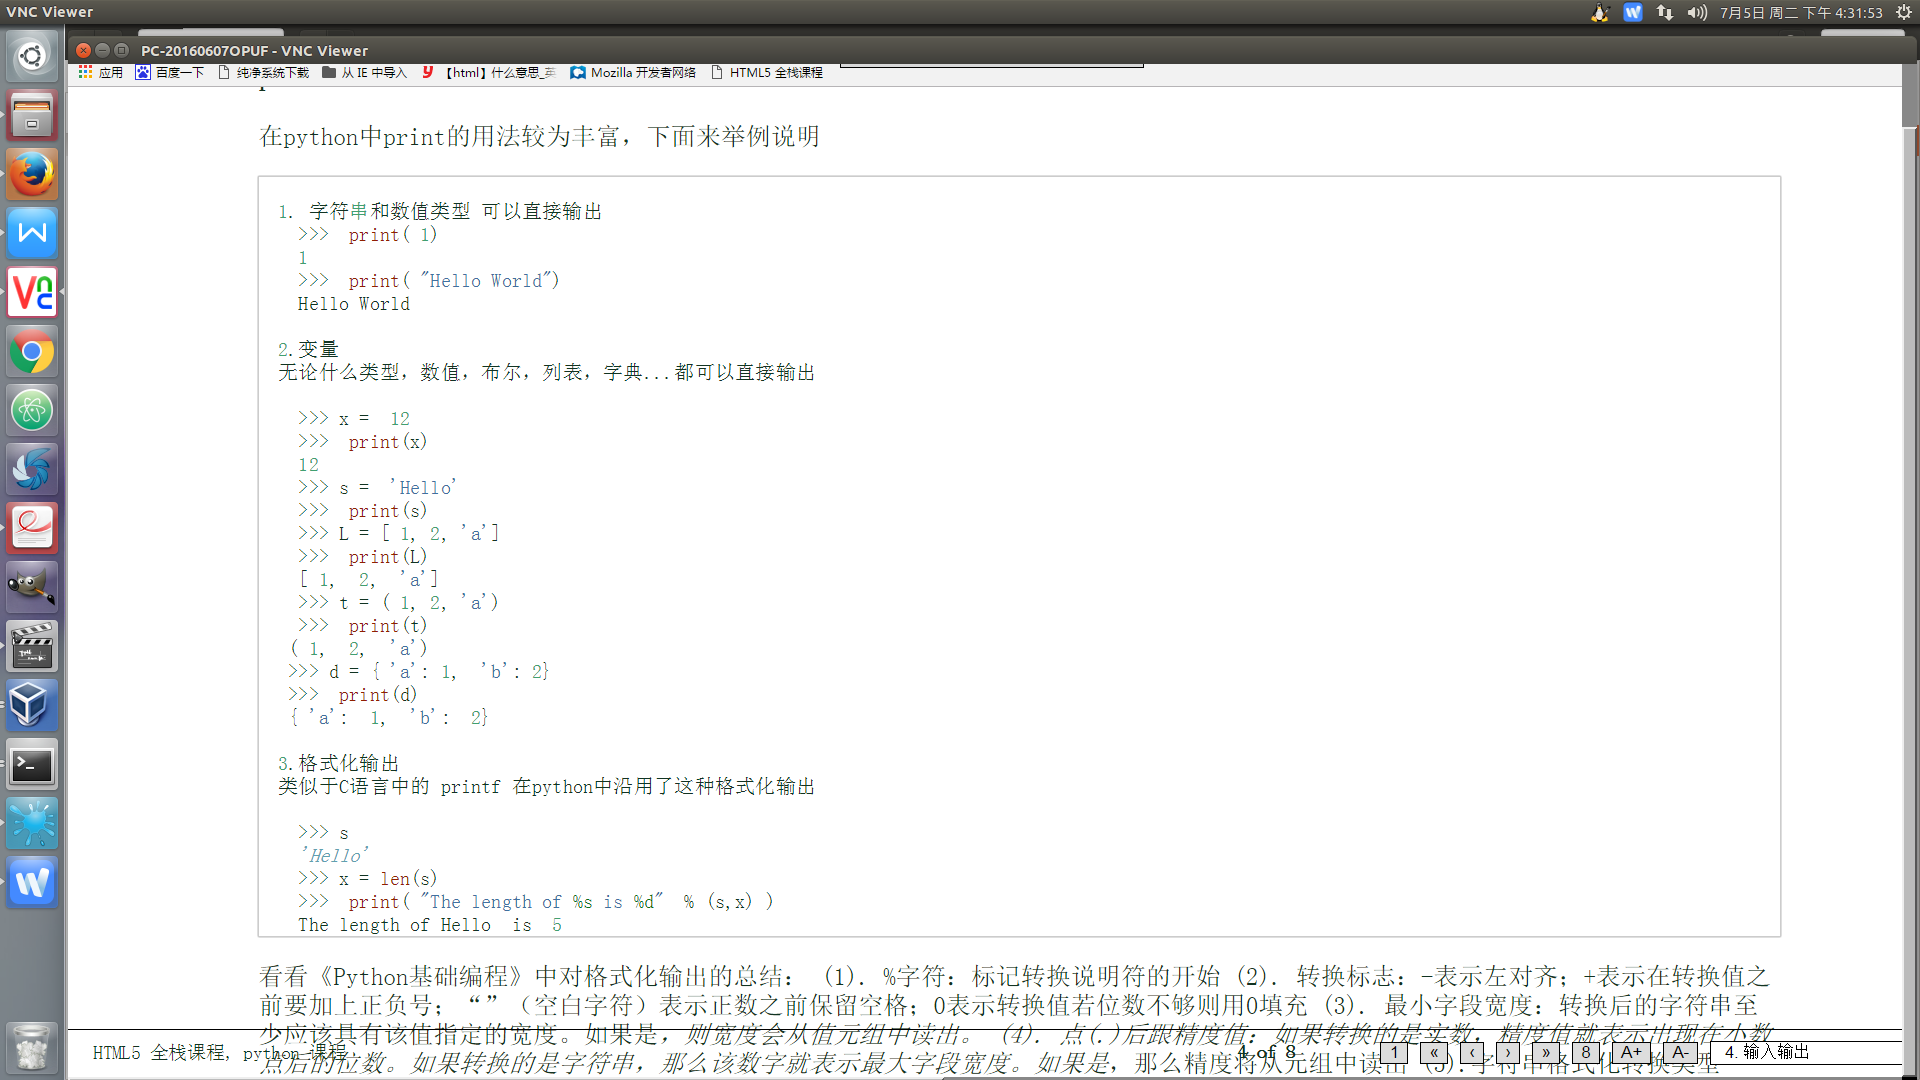 VNC Viewer
7月5日 周二 下午 4:31:53
PC-20160607OPUF - VNC Viewer
应用 百度一下 纯净系统下载 从 IE 中导入 【html】什么意思_英 Mozilla 开发者网络 HTML5 全栈课程
在python中print的用法较为丰富，下面来举例说明
1. 字符串和数值类型 可以直接输出
>>> print( 1)
1
>>> print( "Hello World")
Hello World
2.变量
无论什么类型，数值，布尔，列表，字典...都可以直接输出
>>> x = 12
>>> print(x)
12
>>> s = 'Hello'
>>> print(s)
>>> L = [ 1, 2, 'a']
>>> print(L)
[ 1, 2, 'a']
>>> t = ( 1, 2, 'a')
>>> print(t)
( 1, 2, 'a')
>>> d = { 'a': 1, 'b': 2}
>>> print(d)
{ 'a': 1, 'b': 2}
3.格式化输出
类似于C语言中的 printf 在python中沿用了这种格式化输出
>>> s
'Hello'
>>> x = len(s)
>>> print( "The length of %s is %d" % (s,x) )
The length of Hello is 5
看看《Python基础编程》中对格式化输出的总结： (1). %字符：标记转换说明符的开始 (2). 转换标志：-表示左对齐；+表示在转换值之
前要加上正负号；“”（空白字符）表示正数之前保留空格；0表示转换值若位数不够则用0填充 (3). 最小字段宽度：转换后的字符串至
少应该具有该值指定的宽度。如果是，则宽度会从值元组中读出。 (4). 点(.)后跟精度值：如果转换的是实数，精度值就表示出现在小数
点后的位数。如果转换的是字符串，那么该数字就表示最大字段宽度。如果是，那么精度将从元组中读出 (5).字符串格式化转换类型
HTML5 全栈课程, python 课程
4 of 8
1 « ‹ › » 8 A+ A- 4. 输入输出